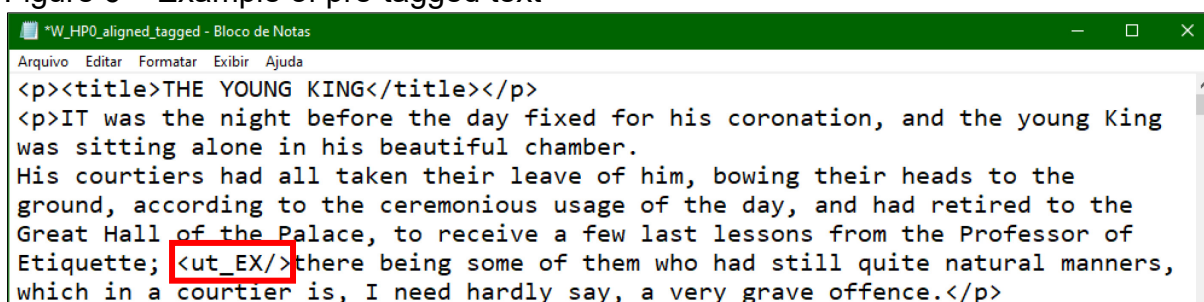 Figure 6 – Example of pre-tagged text
*W_HP0_aligned_tagged - Bloco de Notas
Arquivo Editar Formatar Exibir Ajuda
<p><title>THE YOUNG KING</title></p>
<p>IT was the night before the day fixed for his coronation, and the young King
was sitting alone in his beautiful chamber.
His courtiers had all taken their leave of him, bowing their heads to the
ground, according to the ceremonious usage of the day, and had retired to the
Great Hall of the Palace, to receive a few last lessons from the Professor of
Etiquette; <ut_EX/>there being some of them who had still quite natural manners,
which in a courtier is, I need hardly say, a very grave offence.</p>